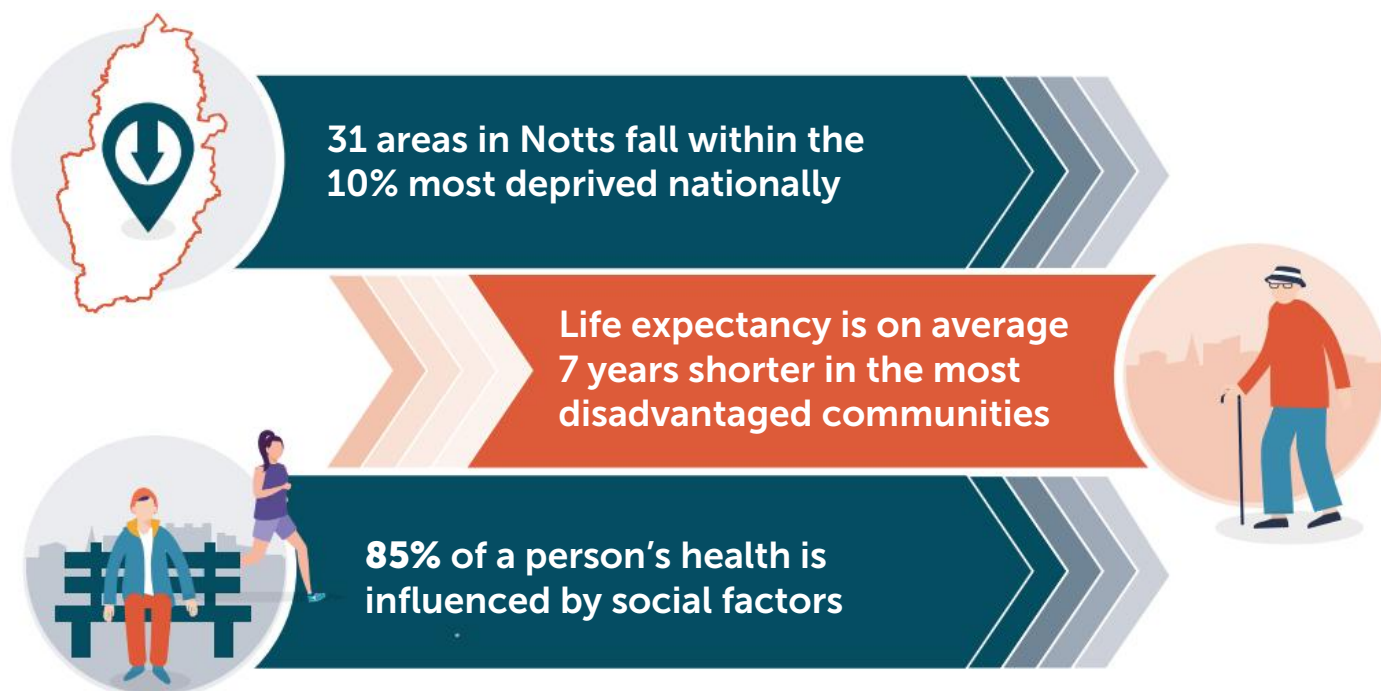 31 areas in Notts fall within the
10% most deprived nationally
Life expectancy is on average
7 years shorter in the most
disadvantaged communities
85% of a person’s health is
influenced by social factors